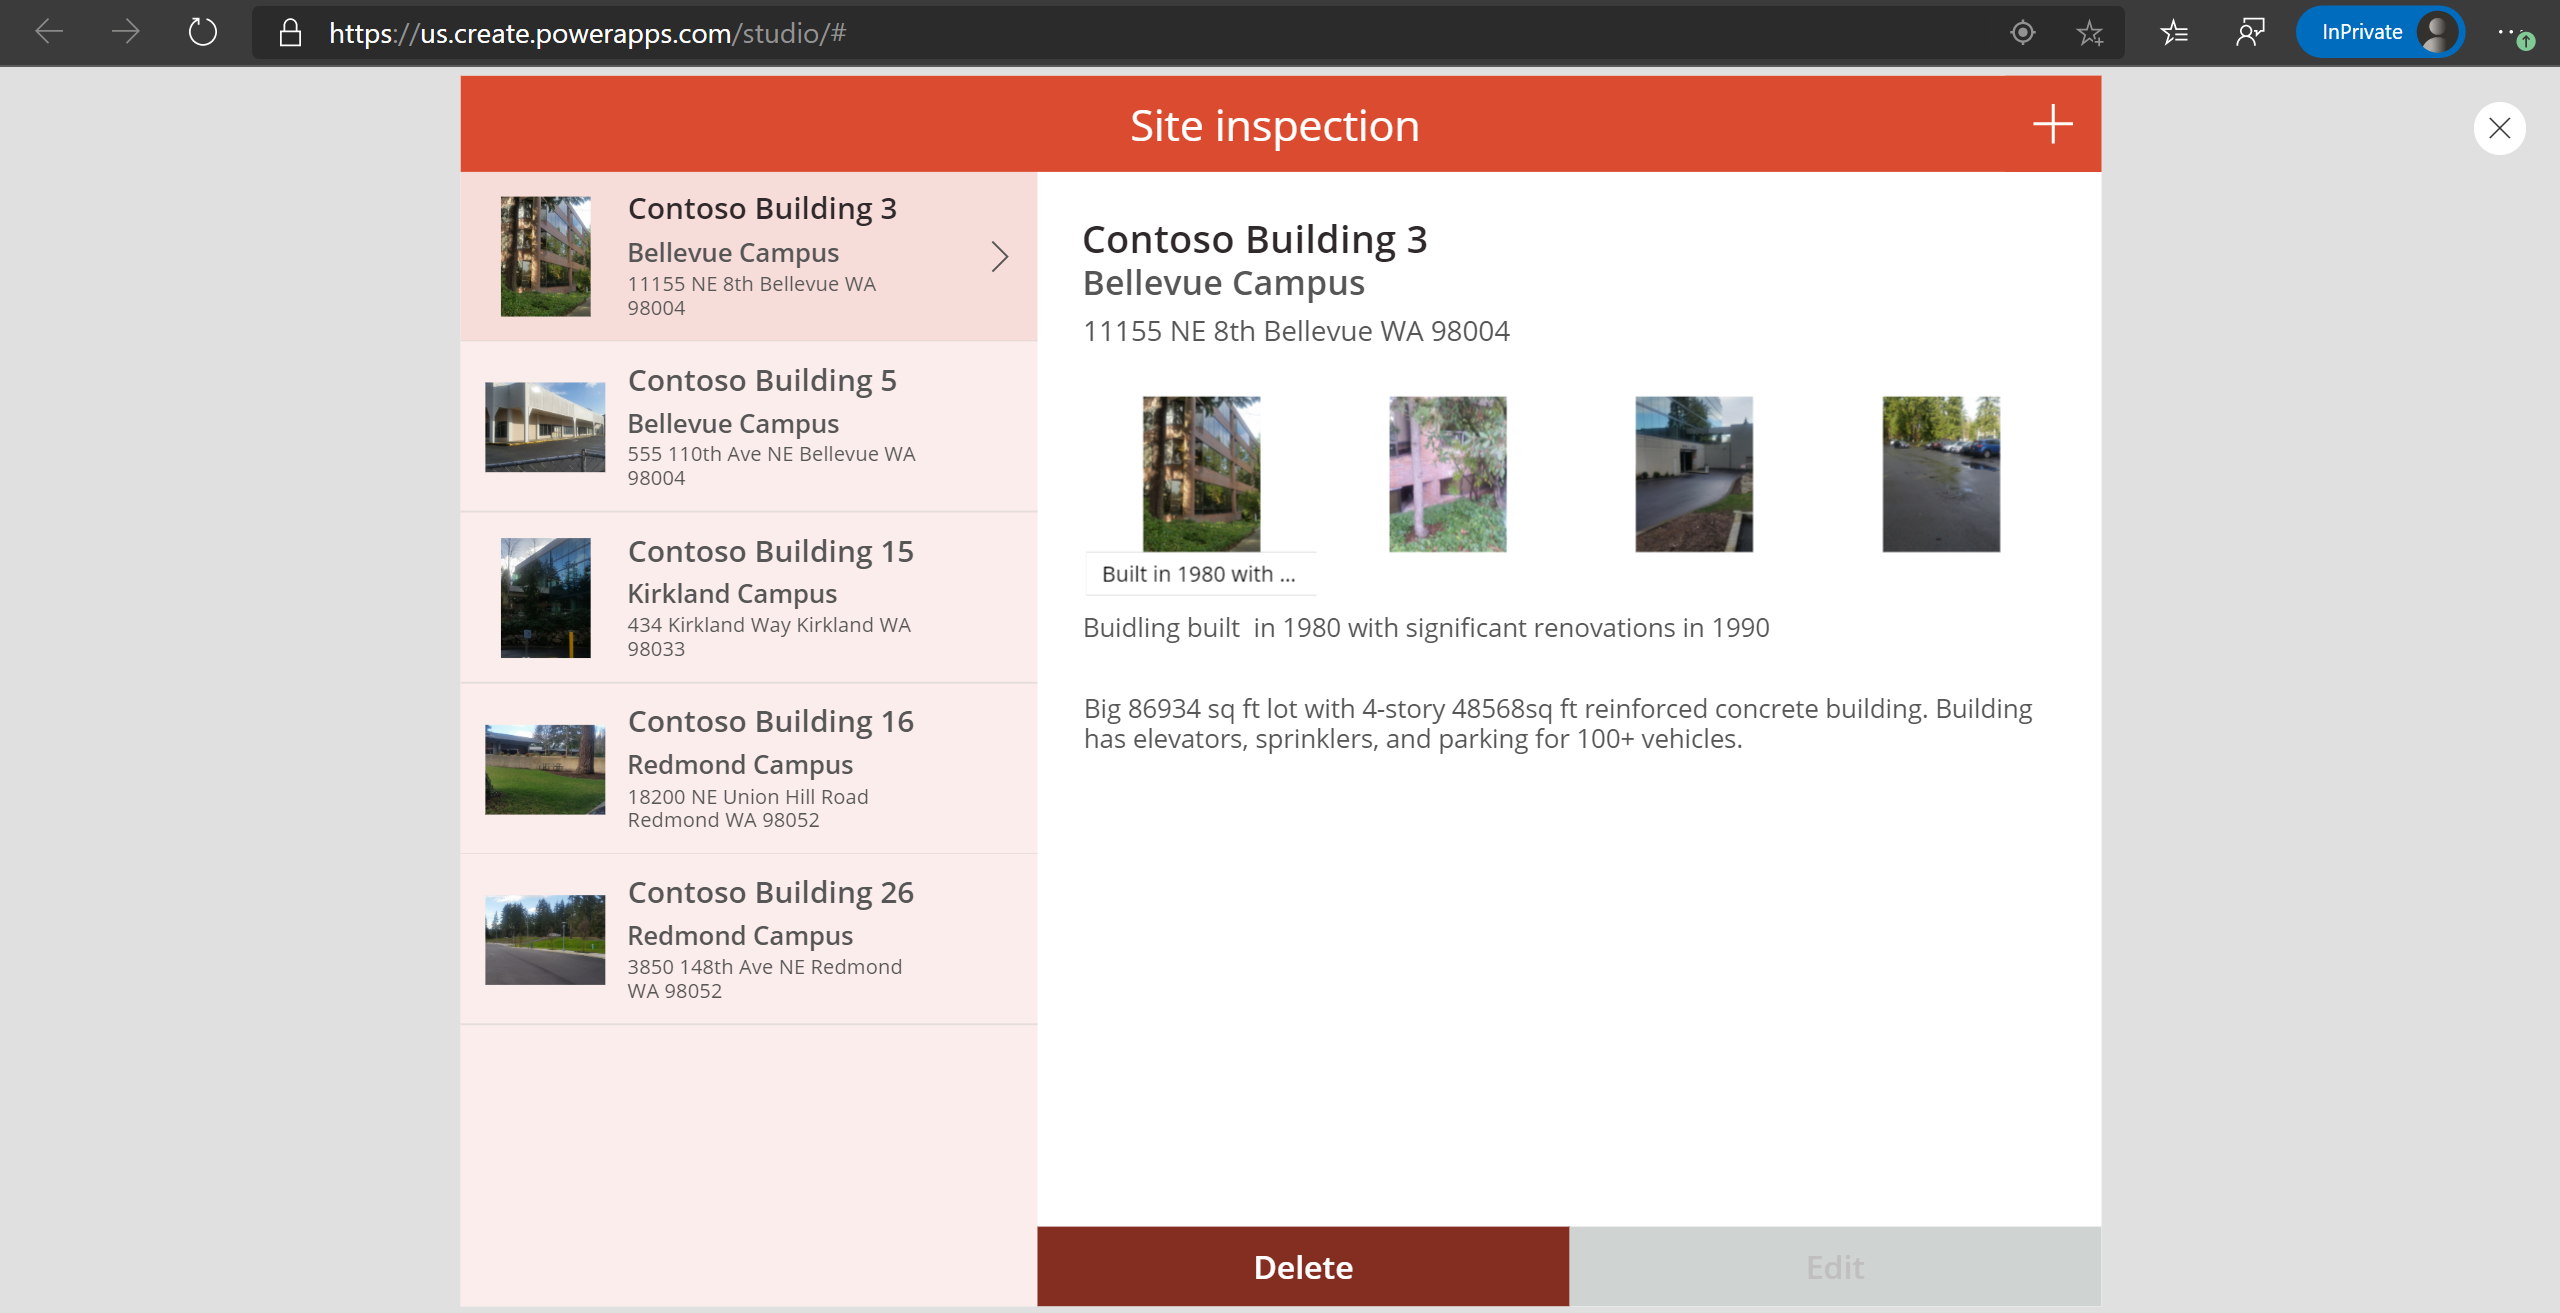 https://us.create.powerapps.com/studio/#
InPrivate
Site inspection
Contoso Building 3
Bellevue Campus
11155 NE 8th Bellevue WA
98004
Contoso Building 5
Bellevue Campus
555 110th Ave NE Bellevue WA
98004
Contoso Building 15
Kirkland Campus
434 Kirkland Way Kirkland WA
98033
Contoso Building 16
Redmond Campus
18200 NE Union Hill Road
Redmond WA 98052
Contoso Building 26
Redmond Campus
3850 148th Ave NE Redmond
WA 98052
Contoso Building 3
Bellevue Campus
11155 NE 8th Bellevue WA 98004
Built in 1980 with ...
Buidling built  in 1980 with significant renovations in 1990
Big 86934 sq ft lot with 4-story 48568sq ft reinforced concrete building. Building
has elevators, sprinklers, and parking for 100+ vehicles.
Delete
Edit